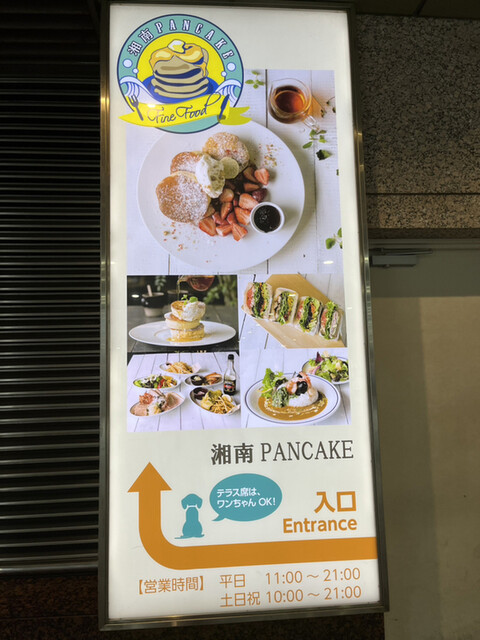 湘南PANCAKE
Fine Food
湘南 PANCAKE
テラス席は、
ワンちゃん OK！
入口
Entrance
【営業時間】 平日 11:00 ～ 21:00
土日祝 10:00 ～ 21:00